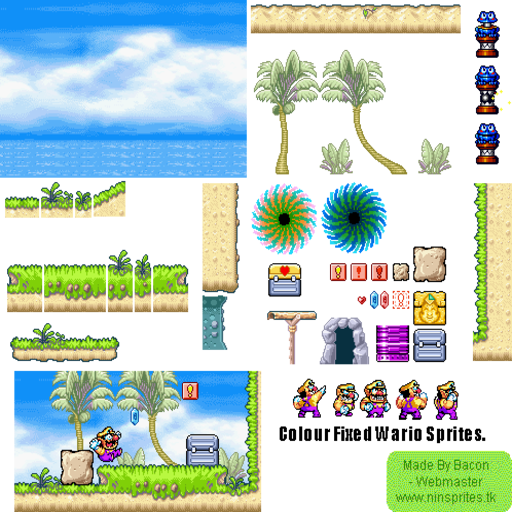 Colour Fixed Wario Sprites.
Made By Bacon
- Webmaster
www.ninsprites.tk